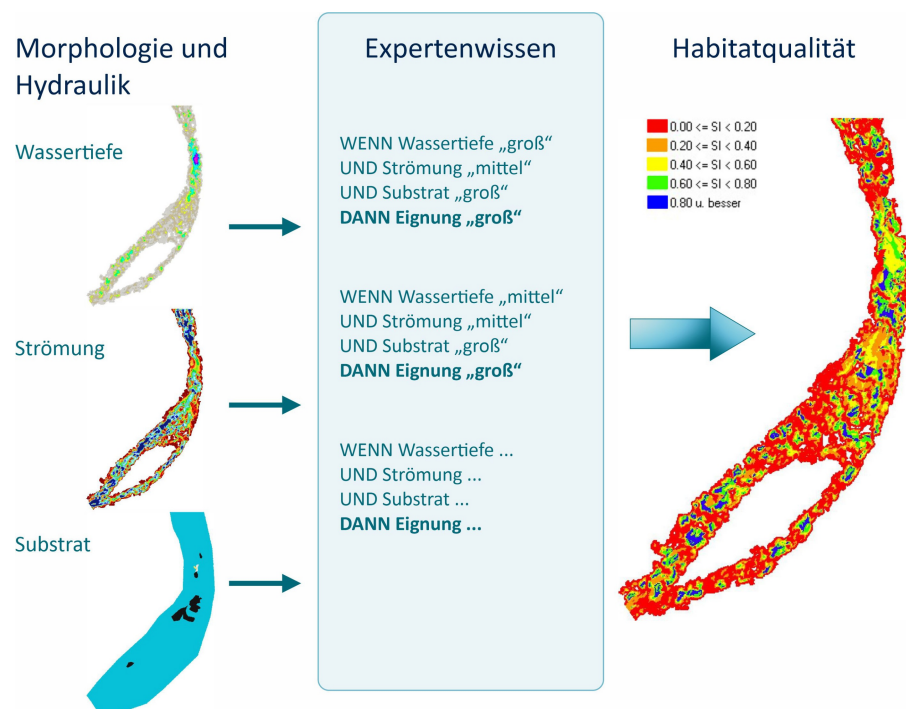 Morphologie und
Hydraulik
Wassertiefe
Strömung
Substrat
Expertenwissen
WENN Wassertiefe „groß“
UND Strömung „mittel“
UND Substrat „groß“
DANN Eignung „groß“
WENN Wassertiefe „mittel“
UND Strömung „mittel“
UND Substrat „groß“
DANN Eignung „groß“
WENN Wassertiefe ...
UND Strömung ...
UND Substrat ...
DANN Eignung ...
Habitatqualität
0.00 <= SI < 0.20
0.20 <= SI < 0.40
0.40 <= SI < 0.60
0.60 <= SI < 0.80
0.80 u. besser